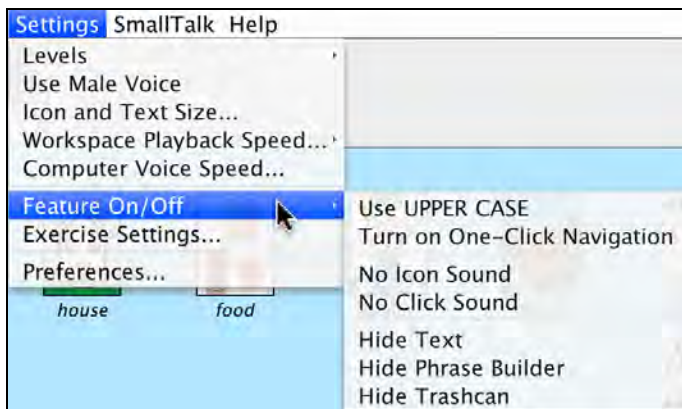 Settings SmallTalk Help
Levels
Use Male Voice
Icon and Text Size...
Workspace Playback Speed...
Computer Voice Speed...
Feature On/Off
Exercise Settings...
Preferences...
house food
Use UPPER CASE
Turn on One-Click Navigation
No Icon Sound
No Click Sound
Hide Text
Hide Phrase Builder
Hide Trashcan